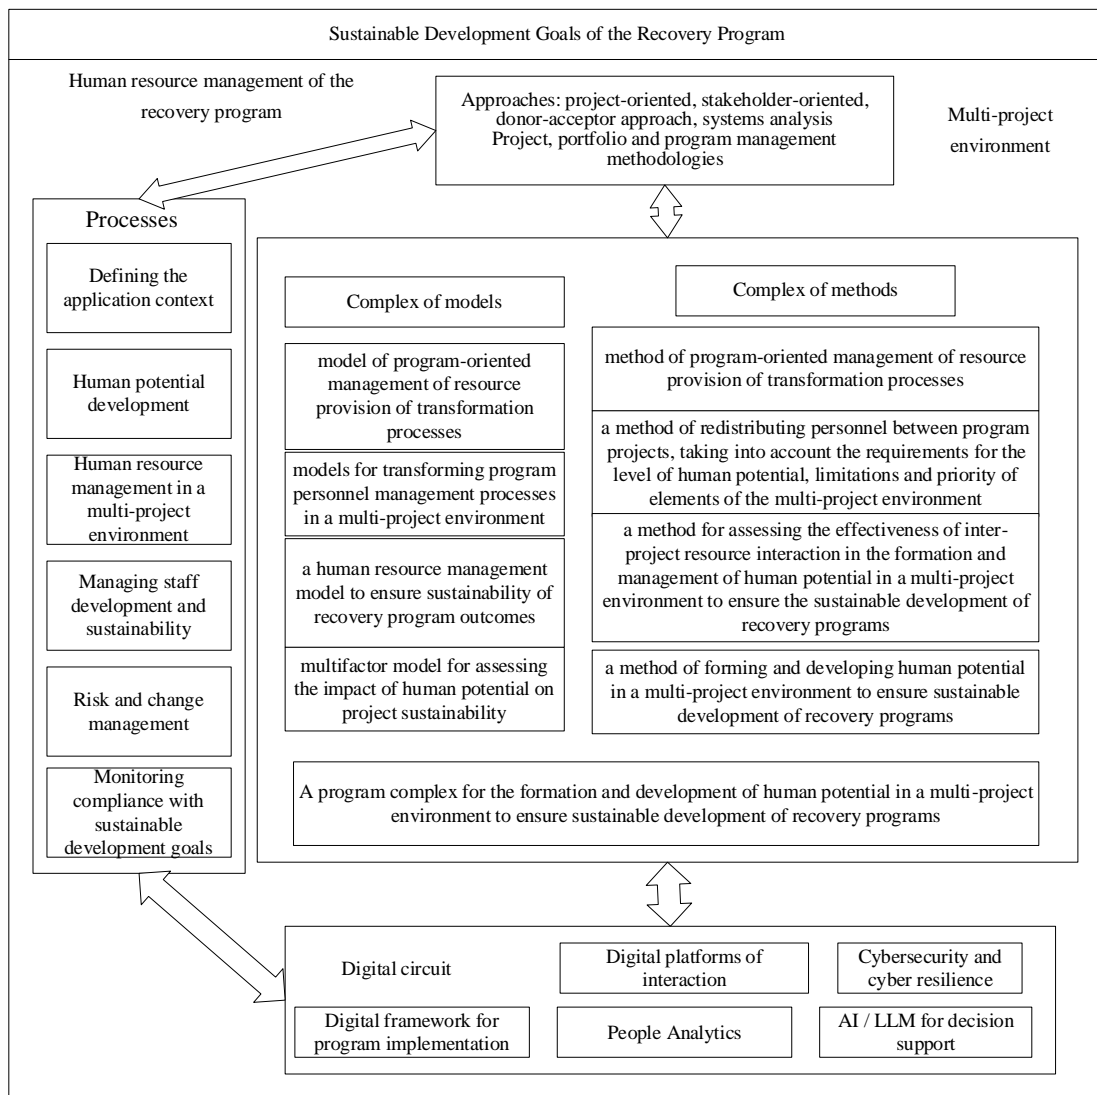 Sustainable Development Goals of the Recovery Program
Human resource management of the
recovery program
Approaches: project-oriented, stakeholder-oriented,
donor-acceptor approach, systems analysis
Project, portfolio and program management
methodologies
Multi-project
environment
Processes
Defining the
application context
Human potential
development
Human resource
management in a
multi-project
environment
Managing staff
development and
sustainability
Risk and change
management
Monitoring
compliance with
sustainable
development goals
Complex of models
model of program-oriented
management of resource
provision of transformation
processes
models for transforming program
personnel management processes
in a multi-project environment
a human resource management
model to ensure sustainability of
recovery program outcomes
multifactor model for assessing
the impact of human potential on
project sustainability
Complex of methods
method of program-oriented management of resource
provision of transformation processes
a method of redistributing personnel between program
projects, taking into account the requirements for the
level of human potential, limitations and priority of
elements of the multi-project environment
a method for assessing the effectiveness of inter-
project resource interaction in the formation and
management of human potential in a multi-project
environment to ensure the sustainable development of
recovery programs
a method of forming and developing human potential
in a multi-project environment to ensure sustainable
development of recovery programs
A program complex for the formation and development of human potential in a multi-project
environment to ensure sustainable development of recovery programs
Digital circuit
Digital platforms of
interaction
Cybersecurity and
cyber resilience
Digital framework for
program implementation
People Analytics
AI / LLM for decision
support